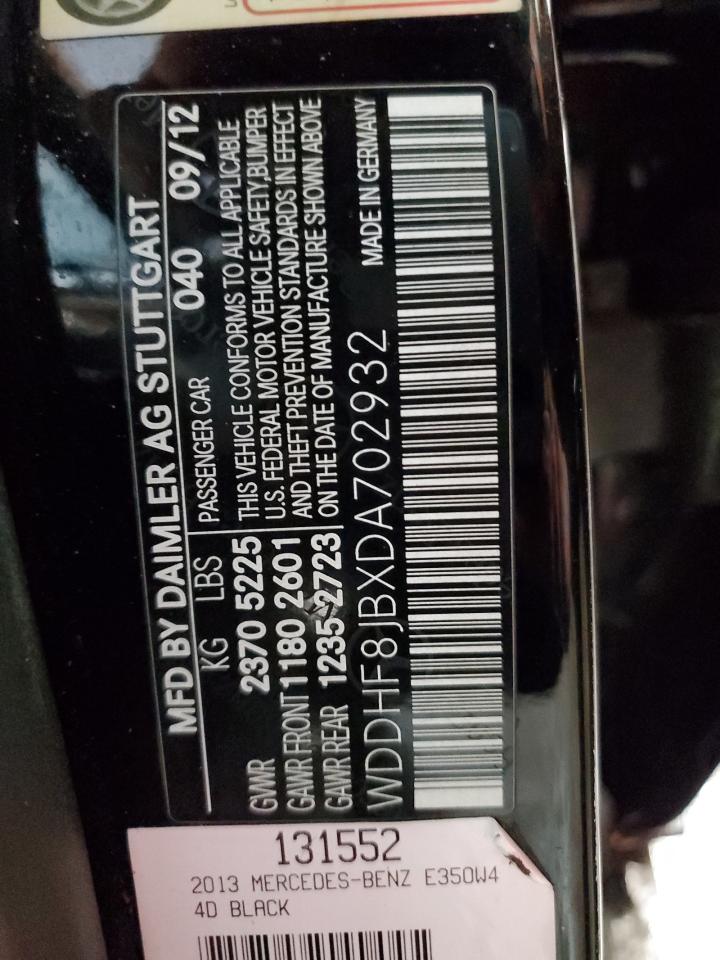 MFD BY DAIMLER AG STUTTGART
040 09/12
KG LBS PASSENGER CAR
GVWR 2370 5225 THIS VEHICLE CONFORMS TO ALL APPLICABLE
GAWR FRONT 1180 2601 U.S. FEDERAL MOTOR VEHICLE SAFETY,BUMPER
AND THEFT PREVENTION STANDARDS IN EFFECT
GAWR REAR 1235 2723 ON THE DATE OF MANUFACTURE SHOWN ABOVE
WDDHF8JBXDA702932 MADE IN GERMANY
131552
2013 MERCEDES-BENZ E350W4
4D BLACK